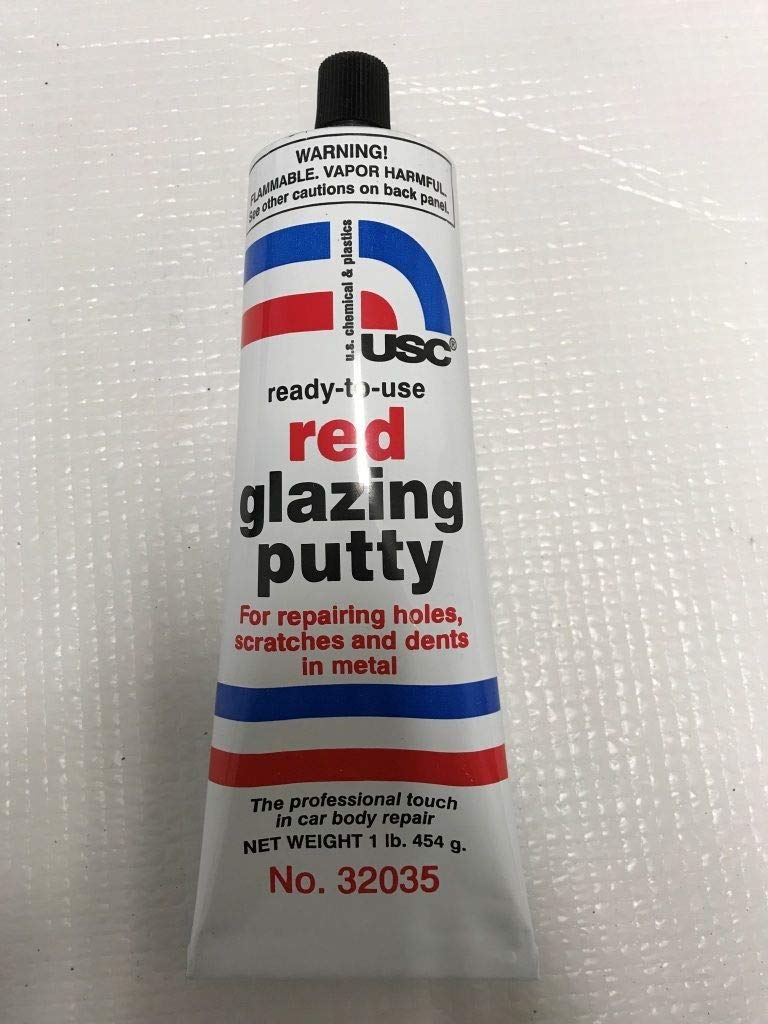 WARNING!
FLAMMABLE. VAPOR HARMFUL.
See other cautions on back panel.
u.s. chemical & plastics
USC®
ready-to-use
red
glazing
putty
For repairing holes,
scratches and dents
in metal
The professional touch
in car body repair
NET WEIGHT 1 lb. 454 g.
No. 32035